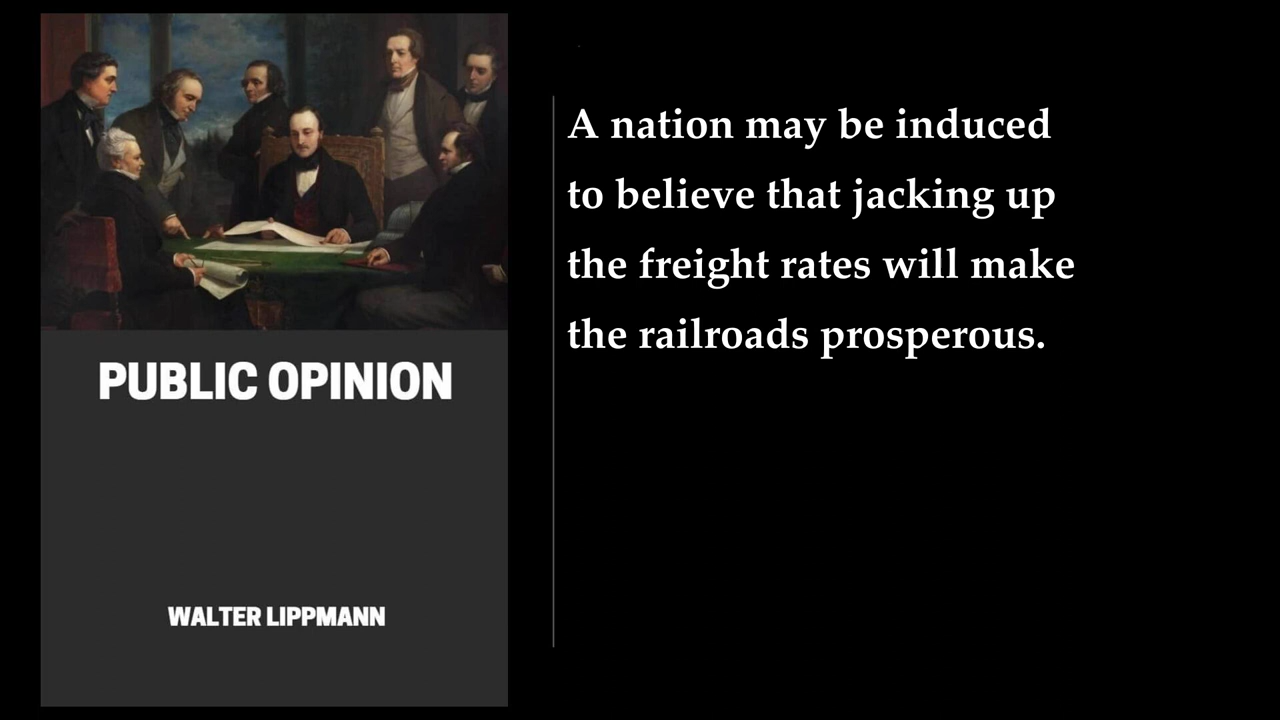 PUBLIC OPINION
WALTER LIPPMANN
A nation may be induced
to believe that jacking up
the freight rates will make
the railroads prosperous.